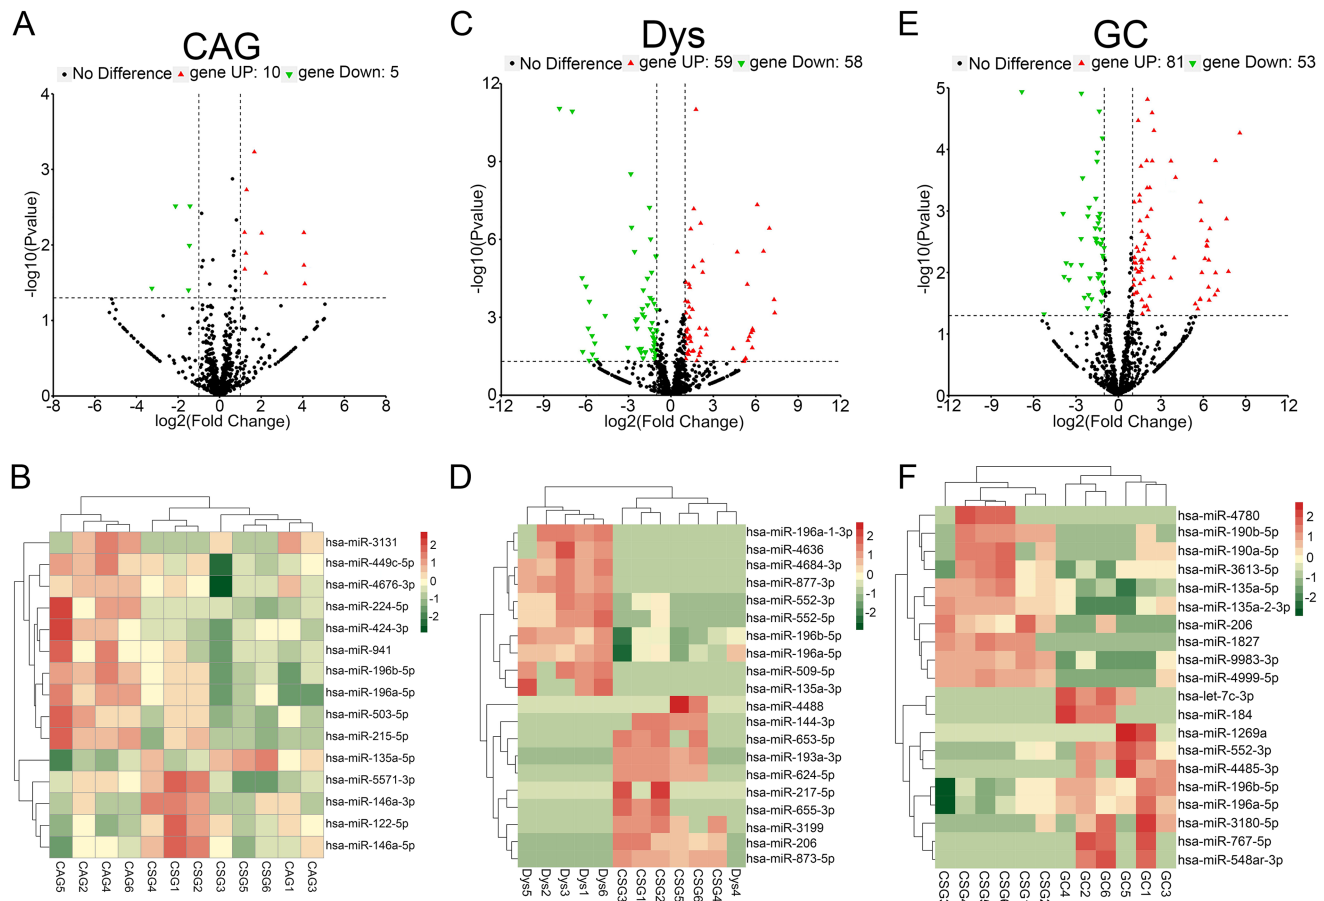 A
CAG
No Difference gene UP: 10 gene Down: 5
4
3
2
1
0
-log10(Pvalue)
-8 -6 -4 -2 0 2 4 6 8
log2(Fold Change)
C
Dys
No Difference gene UP: 59 gene Down: 58
12
9
6
3
0
-log10(Pvalue)
-12 -9 -6 -3 0 3 6 9 12
log2(Fold Change)
E
GC
No Difference gene UP: 81 gene Down: 53
5
4
3
2
1
0
-log10(Pvalue)
-12 -9 -6 -3 0 3 6 9 12
log2(Fold Change)
B
hsa-miR-3131
hsa-miR-449c-5p
hsa-miR-4676-3p
hsa-miR-224-5p
hsa-miR-424-3p
hsa-miR-941
hsa-miR-196b-5p
hsa-miR-196a-5p
hsa-miR-503-5p
hsa-miR-215-5p
hsa-miR-135a-5p
hsa-miR-5571-3p
hsa-miR-146a-3p
hsa-miR-122-5p
hsa-miR-146a-5p
2
1
0
-1
-2
CAG5 CAG2 CAG4 CAG6 CSG4 CSG1 CSG2 CSG3 CSG5 CSG6 CAG1 CAG3
D
hsa-miR-196a-1-3p
hsa-miR-4636
hsa-miR-4684-3p
hsa-miR-877-3p
hsa-miR-552-3p
hsa-miR-552-5p
hsa-miR-196b-5p
hsa-miR-196a-5p
hsa-miR-509-5p
hsa-miR-135a-3p
hsa-miR-4488
hsa-miR-144-3p
hsa-miR-653-5p
hsa-miR-193a-3p
hsa-miR-624-5p
hsa-miR-217-5p
hsa-miR-655-3p
hsa-miR-3199
hsa-miR-206
hsa-miR-873-5p
2
1
0
-1
-2
Dys5 Dys2 Dys3 Dys1 Dys6 CSG3 CSG1 CSG2 CSG5 CSG6 CSG4 Dys4
F
hsa-miR-4780
hsa-miR-190b-5p
hsa-miR-190a-5p
hsa-miR-3613-5p
hsa-miR-135a-5p
hsa-miR-135a-2-3p
hsa-miR-206
hsa-miR-1827
hsa-miR-9983-3p
hsa-miR-4999-5p
hsa-let-7c-3p
hsa-miR-184
hsa-miR-1269a
hsa-miR-552-3p
hsa-miR-4485-3p
hsa-miR-196b-5p
hsa-miR-196a-5p
hsa-miR-3180-5p
hsa-miR-767-5p
hsa-miR-548ar-3p
2
1
0
-1
-2
GC4 GC2 GC6 GC5 GC1 GC3